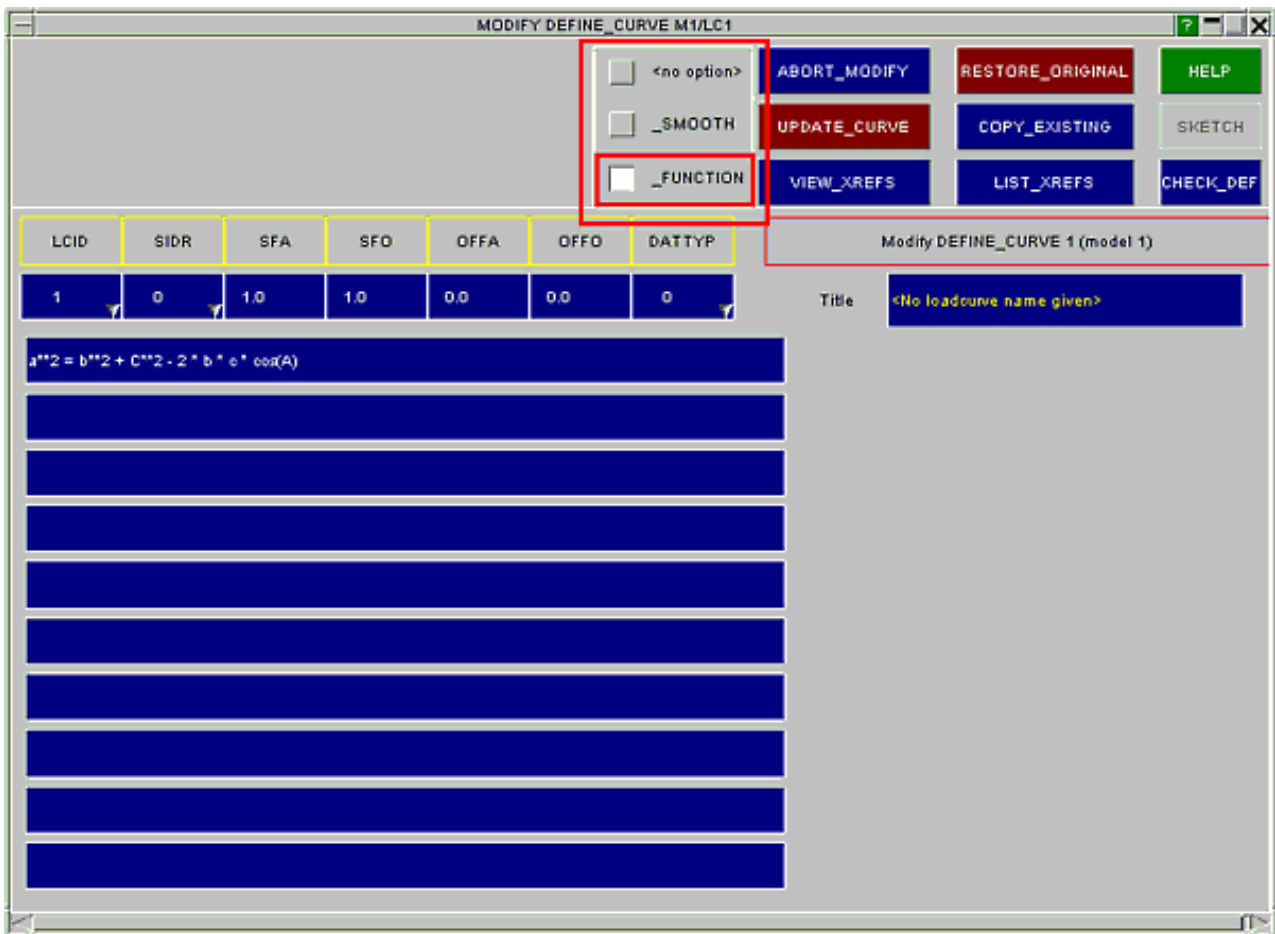 MODIFY DEFINE_CURVE M1/LC1
?
<no option> ABORT_MODIFY RESTORE_ORIGINAL HELP
_SMOOTH UPDATE_CURVE COPY_EXISTING SKETCH
_FUNCTION VIEW_XREFS LIST_XREFS CHECK_DEF
LCID SIDR SFA SFO OFFA OFFO DATTYP Modify DEFINE_CURVE 1 (model 1)
1 0 1.0 1.0 0.0 0.0 0 Title <No loadcurve name given>
a**2 = b**2 + C**2 - 2 * b * c * cos(A)